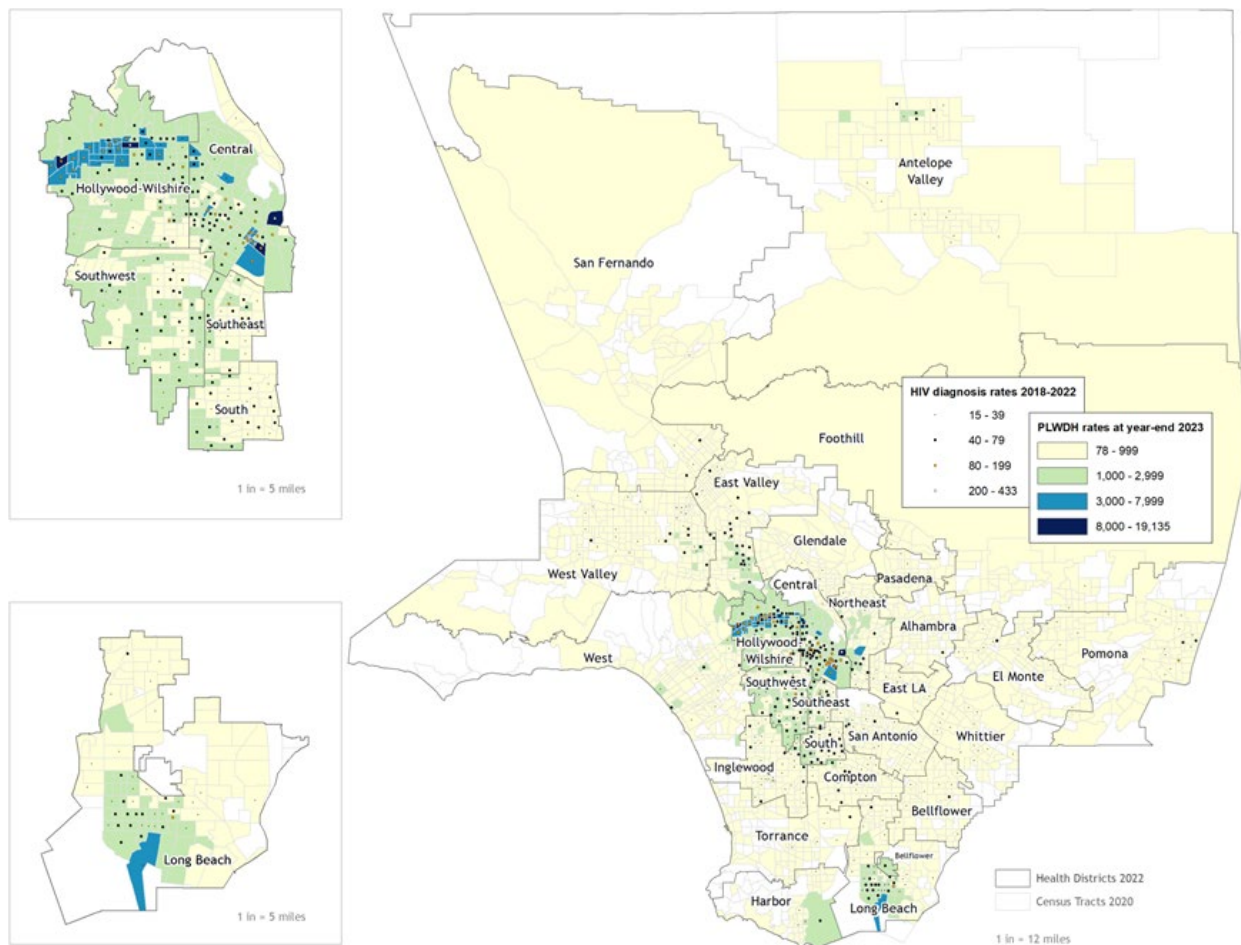 Central
Hollywood-Wilshire
Southwest
Southeast
South
1 in = 5 miles
Long Beach
1 in = 5 miles
Antelope
Valley
San Fernando
HIV diagnosis rates 2018-2022
15 - 39
40 - 79
80 - 199
200 - 433
PLWDH rates at year-end 2023
78 - 999
1,000 - 2,999
3,000 - 7,999
8,000 - 19,135
Foothill
East Valley
Glendale
West Valley
Central
Pasadena
Northeast
Alhambra
Hollywood-
Wilshire
West
Pomona
El Monte
Southwest
East LA
Southeast
San Antonio
Whittier
South
Inglewood
Compton
Bellflower
Torrance
Bellflower
Harbor
Long Beach
Health Districts 2022
Census Tracts 2020
1 in = 12 miles